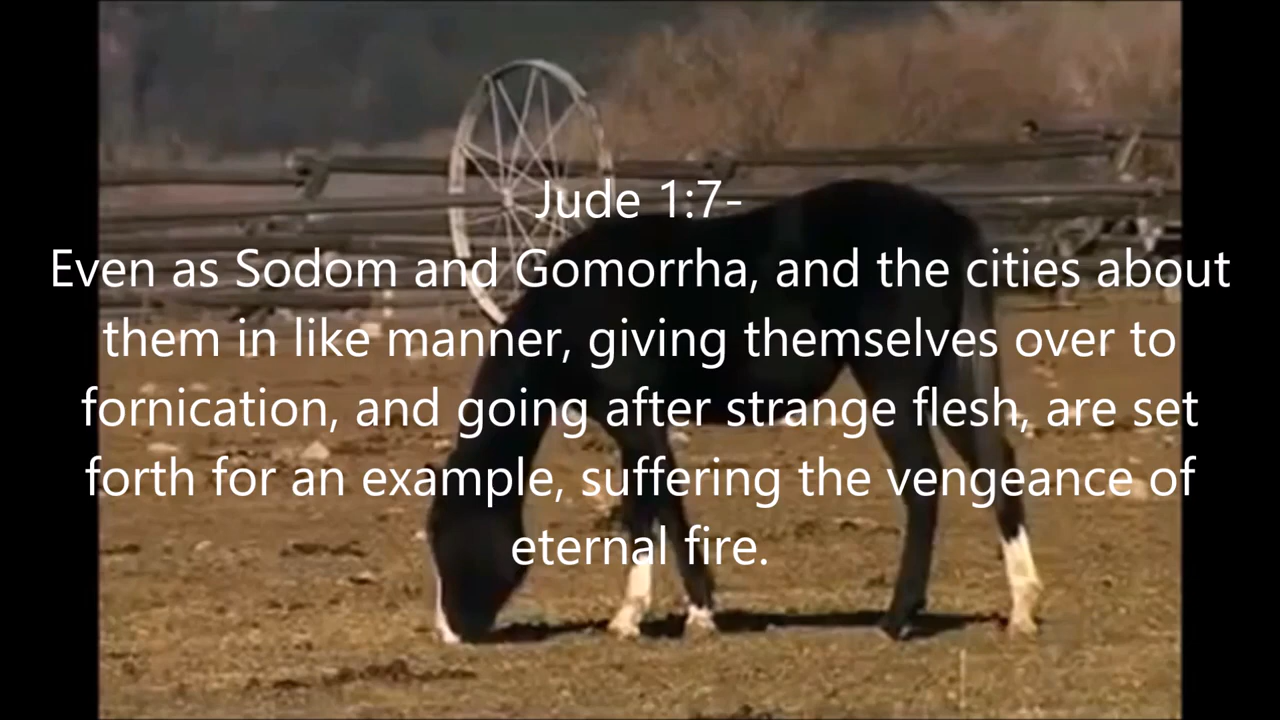 Jude 1:7-
Even as Sodom and Gomorrha, and the cities about
them in like manner, giving themselves over to
fornication, and going after strange flesh, are set
forth for an example, suffering the vengeance of
eternal fire.